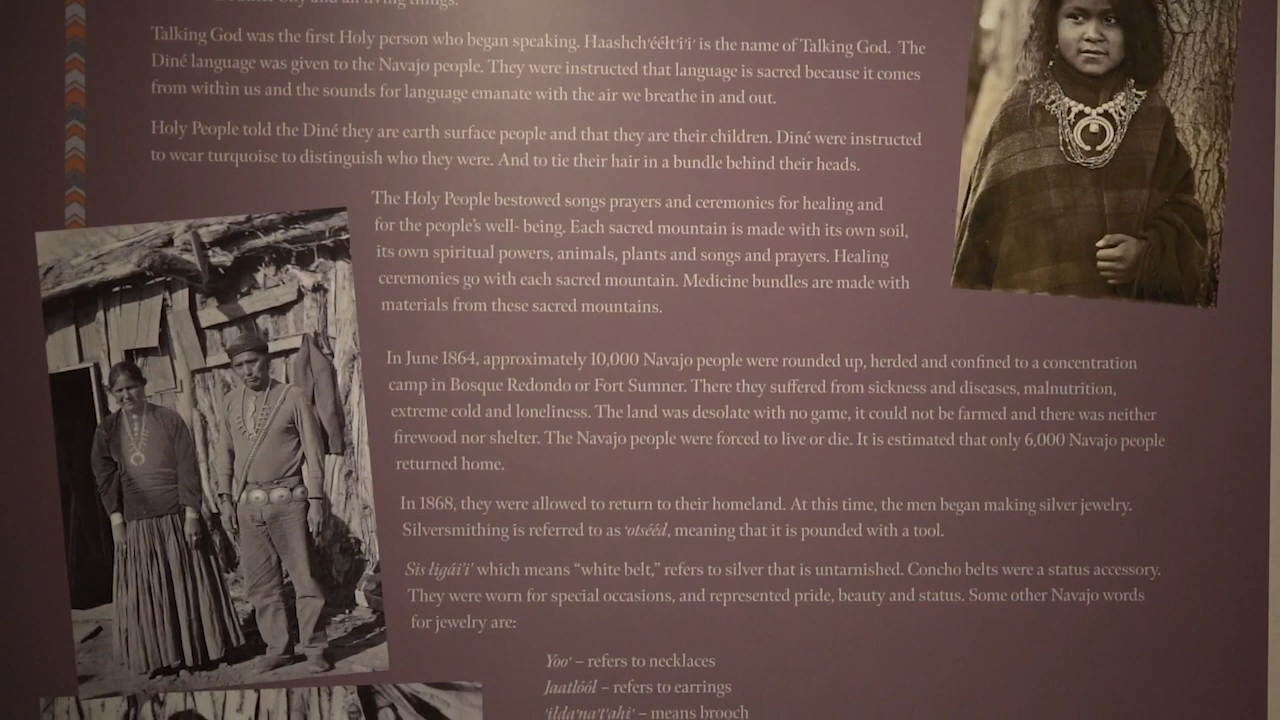 and all living things.
Talking God was the first Holy person who began speaking. Haashch'ééłt'i'i' is the name of Talking God. The
Diné language was given to the Navajo people. They were instructed that language is sacred because it comes
from within us and the sounds for language emanate with the air we breathe in and out.
Holy People told the Diné they are earth surface people and that they are their children. Diné were instructed
to wear turquoise to distinguish who they were. And to tie their hair in a bundle behind their heads.
The Holy People bestowed songs prayers and ceremonies for healing and
for the people's well- being. Each sacred mountain is made with its own soil,
its own spiritual powers, animals, plants and songs and prayers. Healing
ceremonies go with each sacred mountain. Medicine bundles are made with
materials from these sacred mountains.
In June 1864, approximately 10,000 Navajo people were rounded up, herded and confined to a concentration
camp in Bosque Redondo or Fort Sumner. There they suffered from sickness and diseases, malnutrition,
extreme cold and loneliness. The land was desolate with no game, it could not be farmed and there was neither
firewood nor shelter. The Navajo people were forced to live or die. It is estimated that only 6,000 Navajo people
returned home.
In 1868, they were allowed to return to their homeland. At this time, the men began making silver jewelry.
Silversmithing is referred to as 'otsééd, meaning that it is pounded with a tool.
Sis łigái'i' which means “white belt,” refers to silver that is untarnished. Concho belts were a status accessory.
They were worn for special occasions, and represented pride, beauty and status. Some other Navajo words
for jewelry are:
Yoo' – refers to necklaces
Jaatłóól – refers to earrings
'iłda'na't'ahi' – means brooch